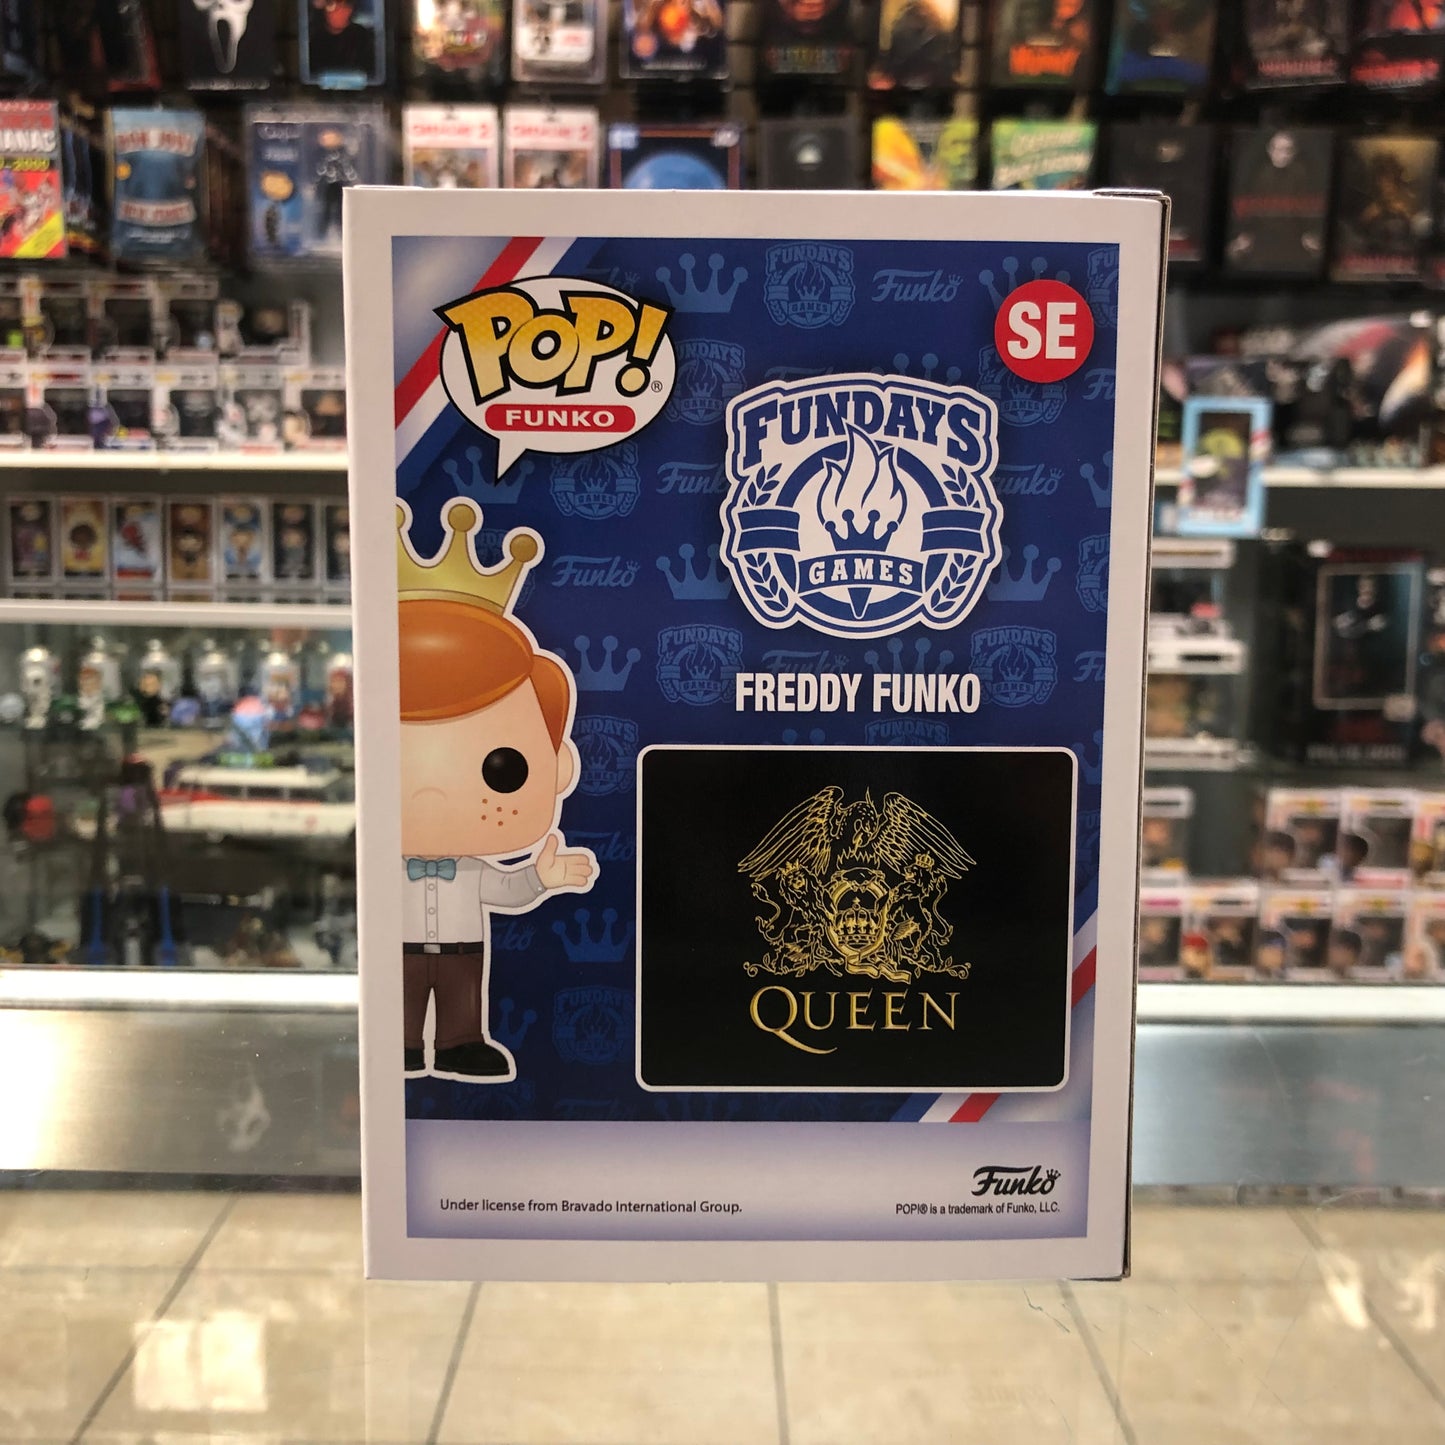 POP!®
FUNKO
SE
FUNDAYS
GAMES
FREDDY FUNKO
QUEEN
Funko
Under license from Bravado International Group.
POP!® is a trademark of Funko, LLC.